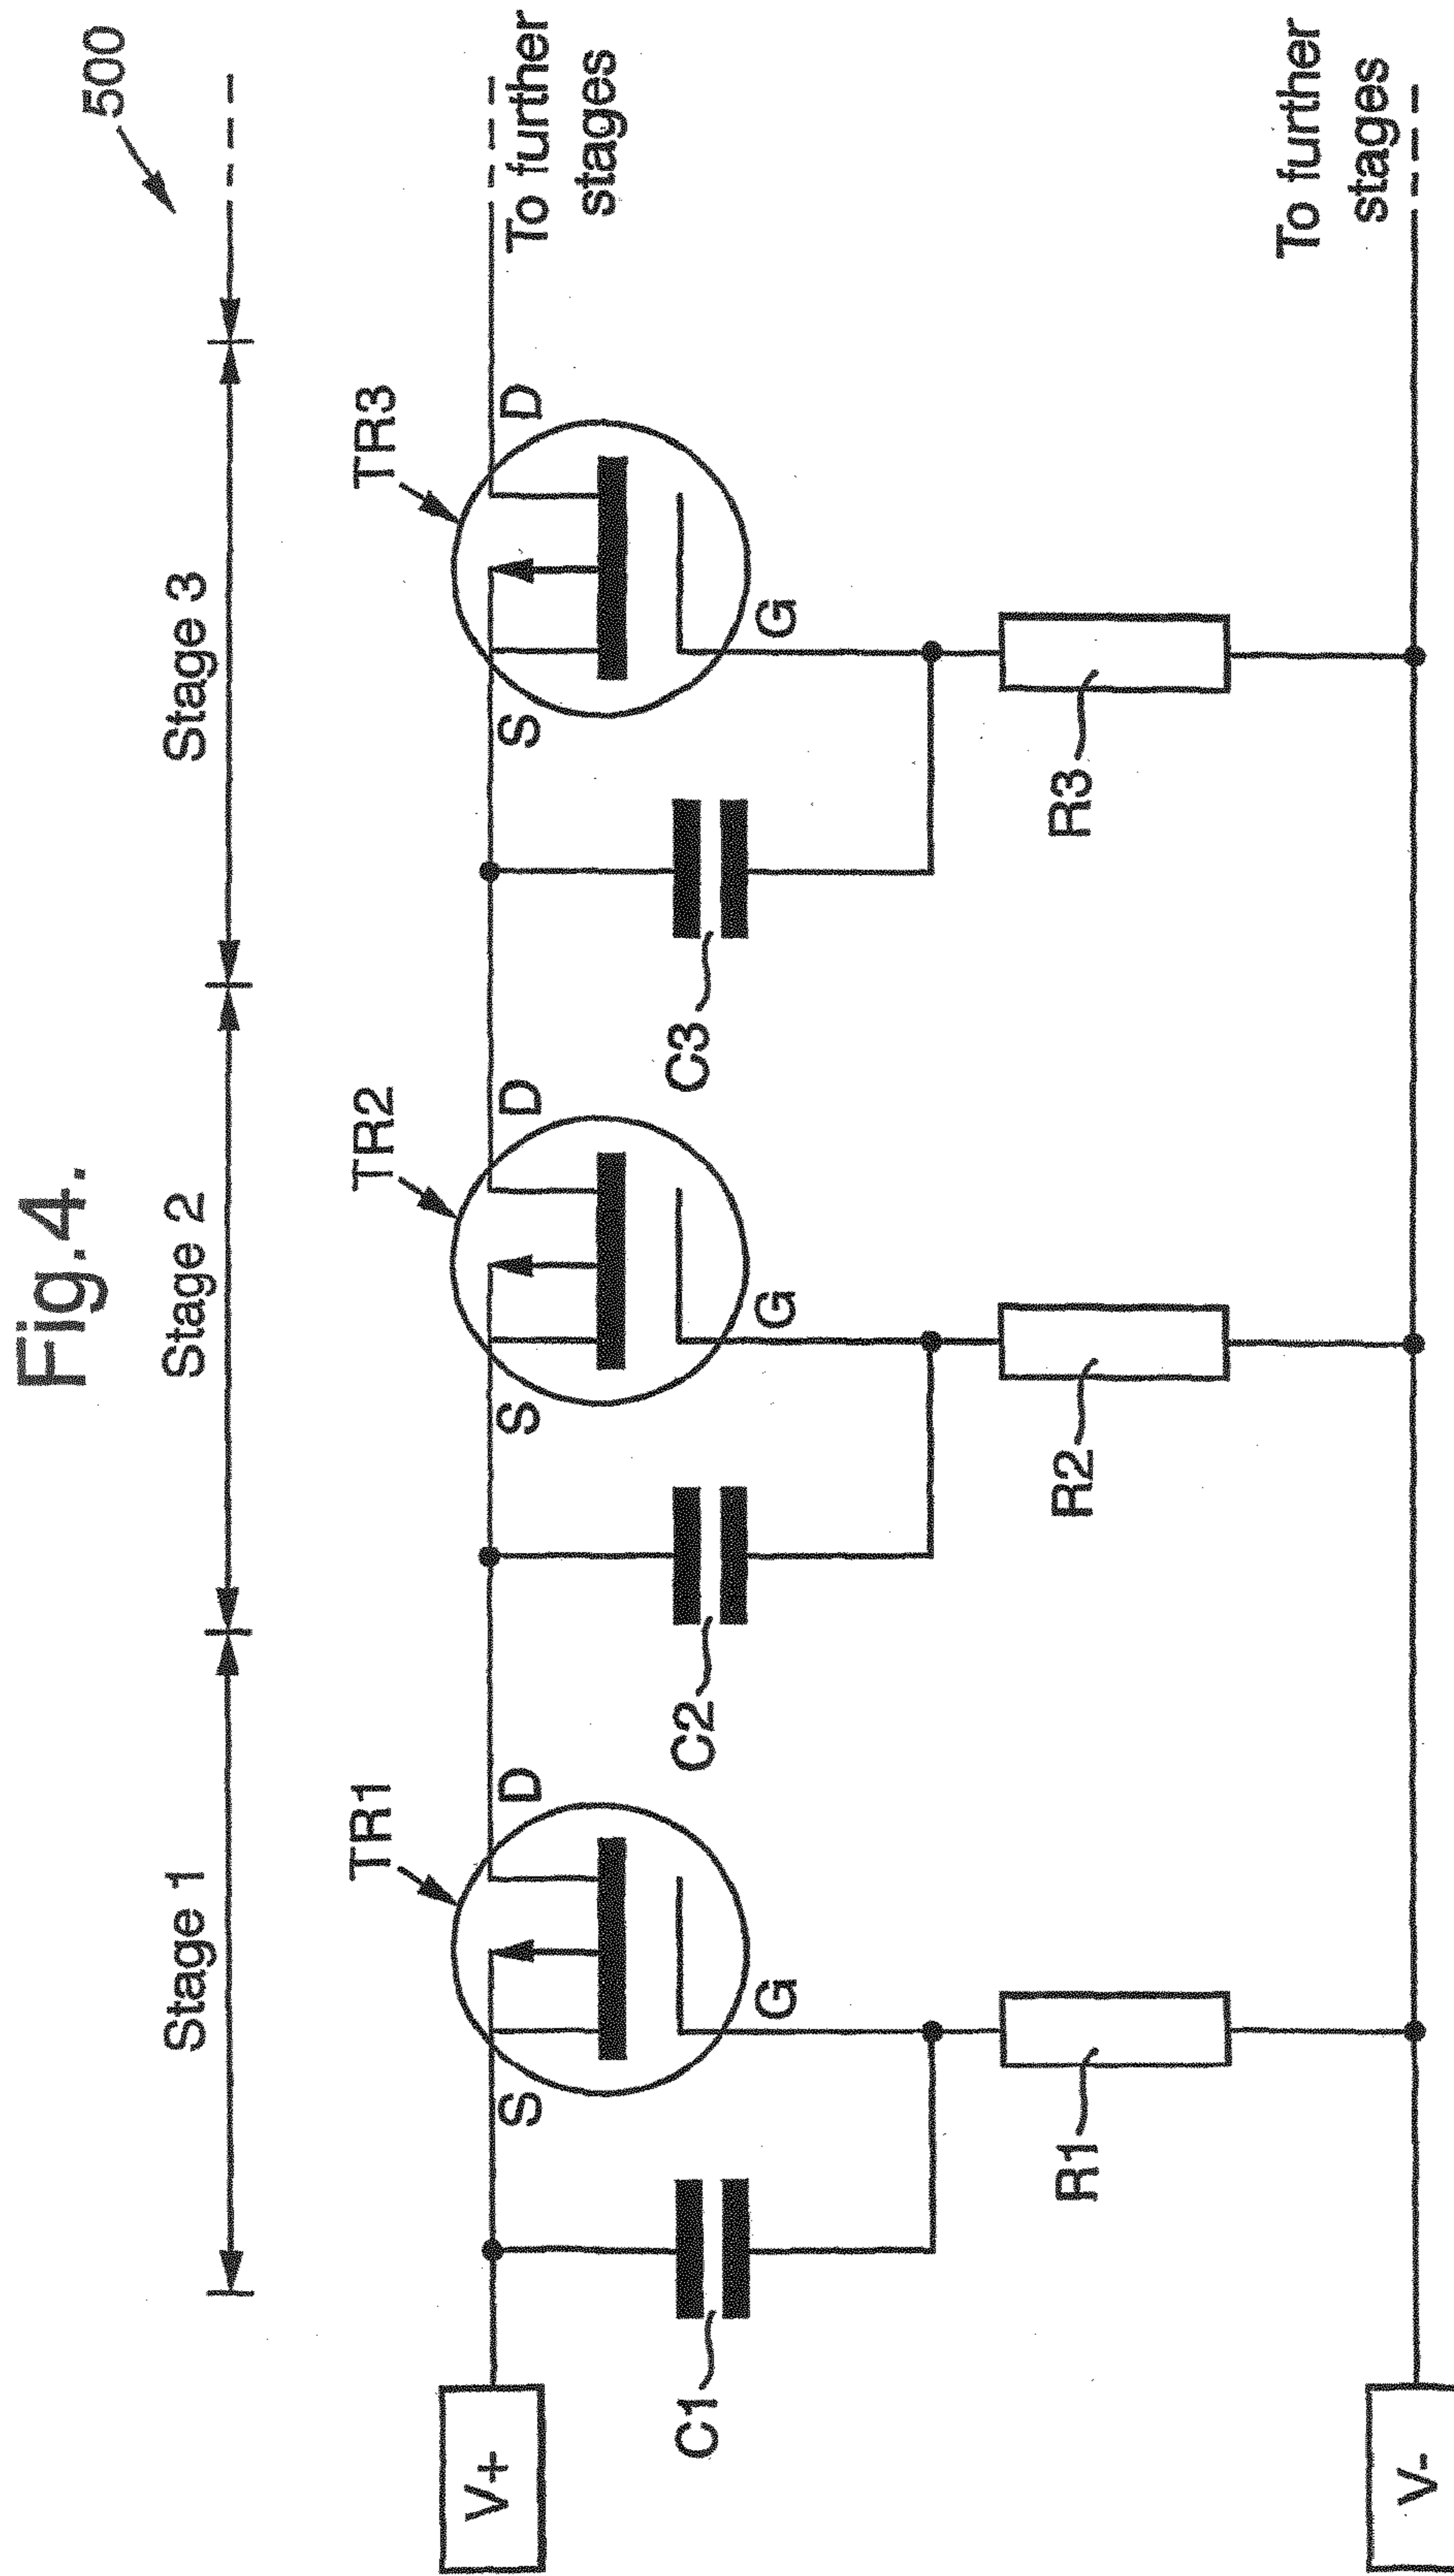 Fig.4.
500
Stage 1
Stage 2
Stage 3
TR1
TR2
TR3
V+
S
D
S
D
S
D
To further
stages
C1
G
C2
G
C3
G
R1
R2
R3
V-
To further
stages